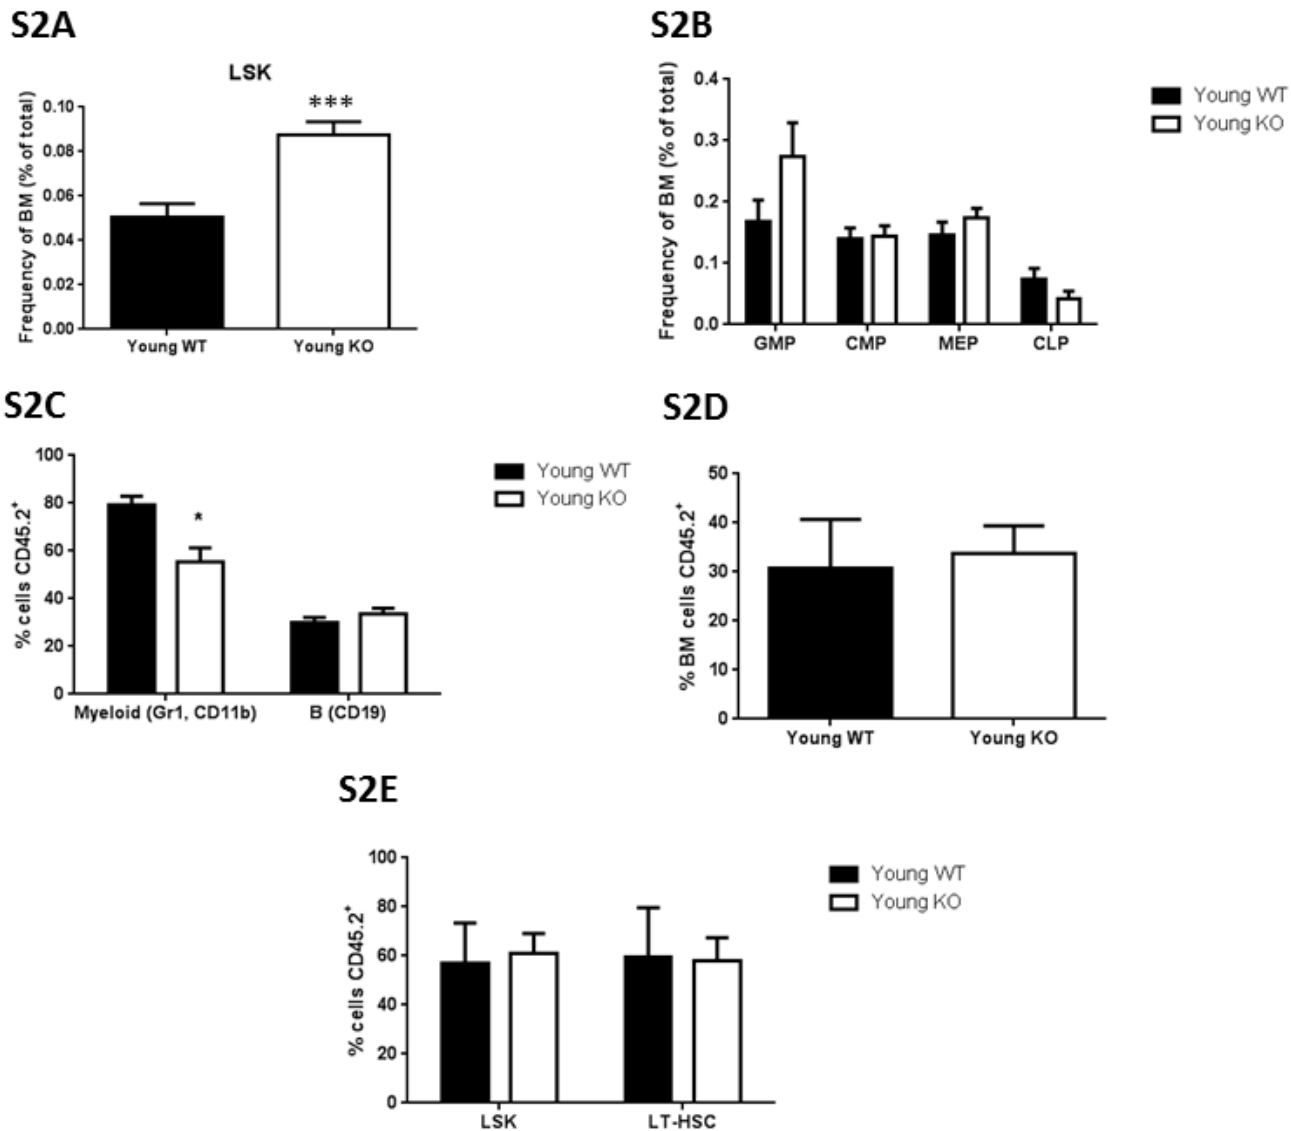 S2A
LSK
***
Frequency of BM (% of total)
0.10
0.08
0.06
0.04
0.02
0.00
Young WT
Young KO
S2B
Frequency of BM (% of total)
0.4
0.3
0.2
0.1
0.0
GMP
CMP
MEP
CLP
Young WT
Young KO
S2C
% cells CD45.2+
100
80
60
40
20
0
*
Myeloid (Gr1, CD11b)
B (CD19)
Young WT
Young KO
S2D
% BM cells CD45.2+
50
40
30
20
10
0
Young WT
Young KO
S2E
% cells CD45.2+
100
80
60
40
20
0
LSK
LT-HSC
Young WT
Young KO